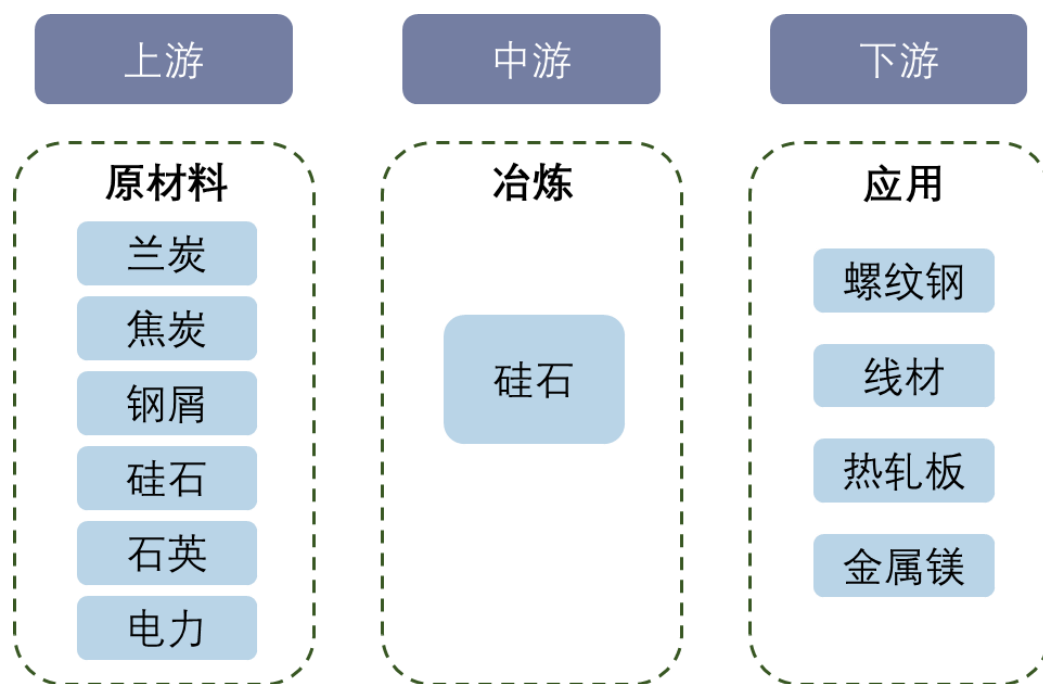 上游
中游
下游
原材料
兰炭
焦炭
钢屑
硅石
石英
电力
冶炼
硅石
应用
螺纹钢
线材
热轧板
金属镁